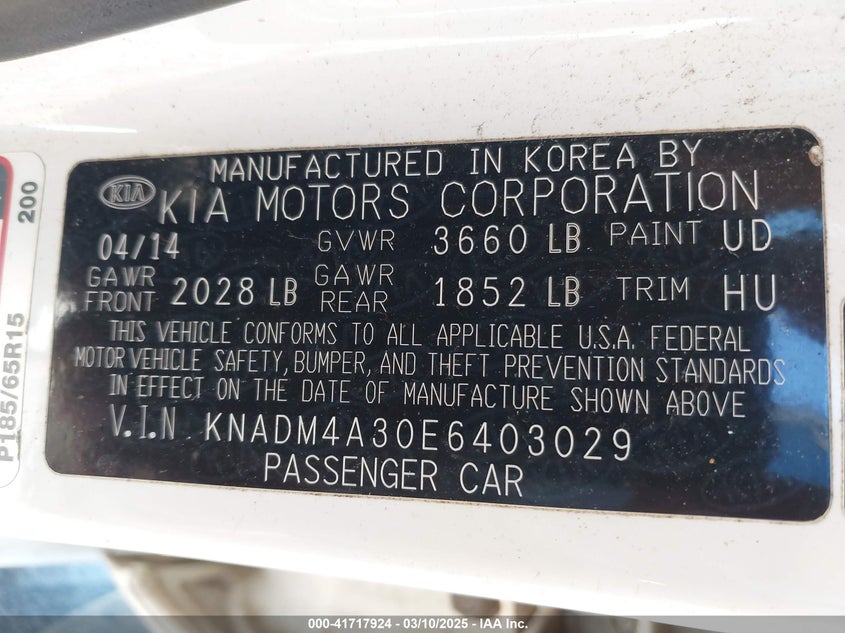 MANUFACTURED IN KOREA BY
KIA KIA MOTORS CORPORATION
04/14 GVWR 3660 LB PAINT UD
GAWR FRONT 2028 LB GAWR REAR 1852 LB TRIM HU
THIS VEHICLE CONFORMS TO ALL APPLICABLE U.S.A. FEDERAL
MOTOR VEHICLE SAFETY, BUMPER, AND THEFT PREVENTION STANDARDS
IN EFFECT ON THE DATE OF MANUFACTURE SHOWN ABOVE
V.I.N KNADM4A30E6403029
PASSENGER CAR
P185/65R15
200
000-41717924 / 03/10/2025 - IAA Inc.